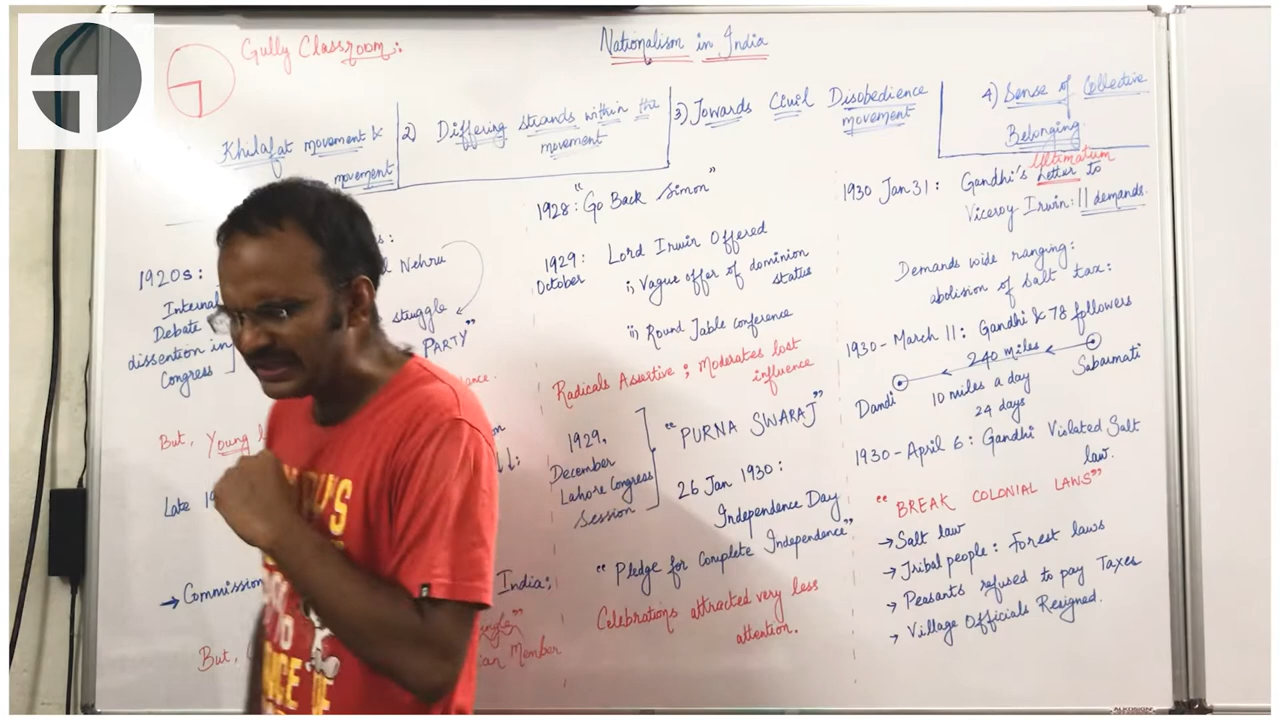 Gully Classroom:
Nationalism in India
Khilafat movement &
movement
2) Differing strands within the
movement
3) Towards Civil Disobedience
movement
4) Sense of Collective
Belonging
1920s:
Internal
Debate
dissention in
Congress
s:
Nehru
struggle
PARTY"
But, Young
Late 19
→ Commission
India;
But,
ian Member
1928: "Go Back Simon"
1929:
October
Lord Irwin Offered
i, Vague offer of dominion
status
ii, Round Table conference
Radicals Assertive; Moderates lost
influence
1929,
December
Lahore Congress
Session
"PURNA SWARAJ"
26 Jan 1930:
Independence Day
"Pledge for Complete Independence"
Celebrations attracted very less
attention.
1930 Jan 31: Gandhi's Ultimatum
Letter to
Viceroy Irwin: 11 demands.
Demands wide ranging:
abolision of salt tax:
1930-March 11: Gandhi & 78 followers
240 miles
Sabarmati
Dandi
10 miles a day
24 days
1930-April 6: Gandhi Violated Salt
law.
"BREAK COLONIAL LAWS"
→ Salt law
→ Tribal people: Forest laws
→ Peasants refused to pay Taxes
→ Village Officials Resigned.